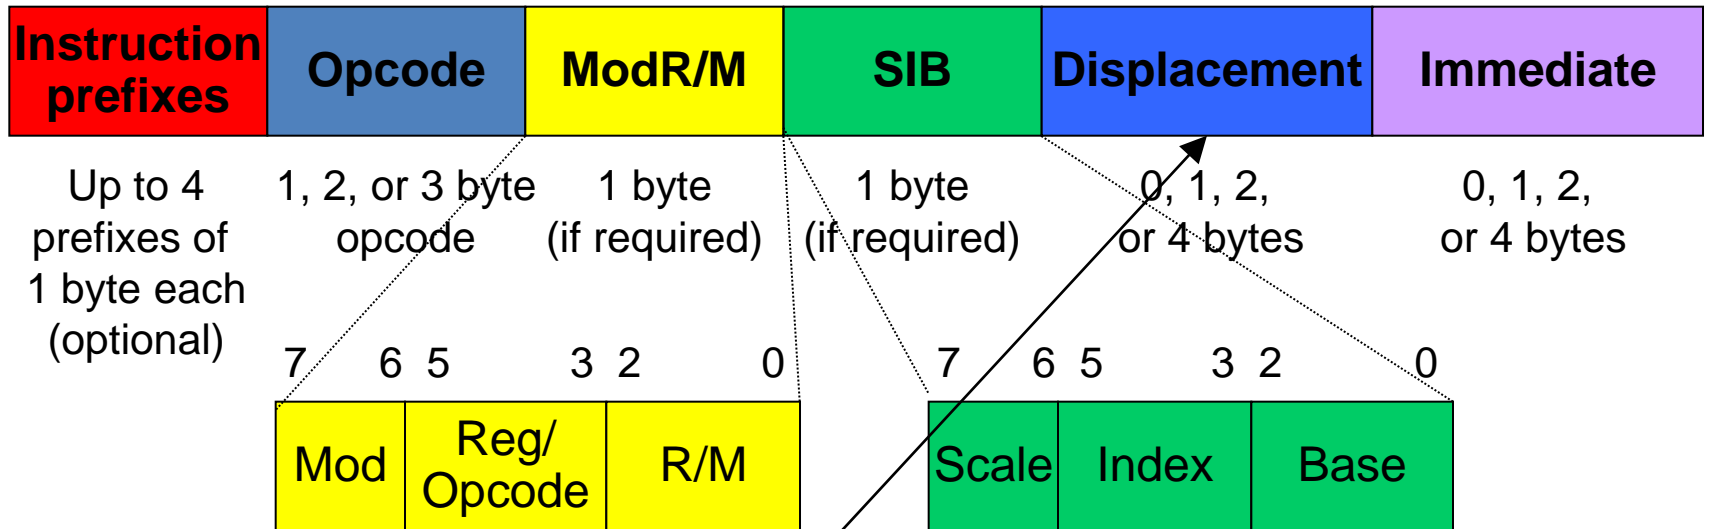 Instruction prefixes
Opcode
ModR/M
SIB
Displacement
Immediate
Up to 4
prefixes of
1 byte each
(optional)
1, 2, or 3 byte
opcode
1 byte
(if required)
1 byte
(if required)
0, 1, 2,
or 4 bytes
0, 1, 2,
or 4 bytes
7 6 5 3 2 0
Mod
Reg/
Opcode
R/M
7 6 5 3 2 0
Scale
Index
Base